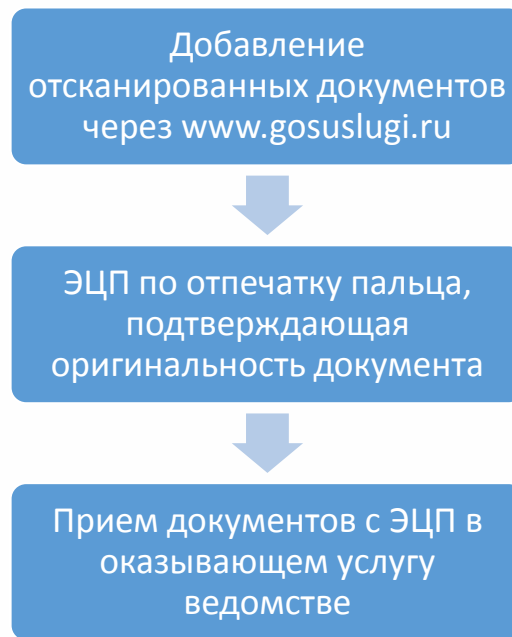 Добавление
отсканированных документов
через www.gosuslugi.ru
ЭЦП по отпечатку пальца,
подтверждающая
оригинальность документа
Прием документов с ЭЦП в
оказывающем услугу
ведомстве